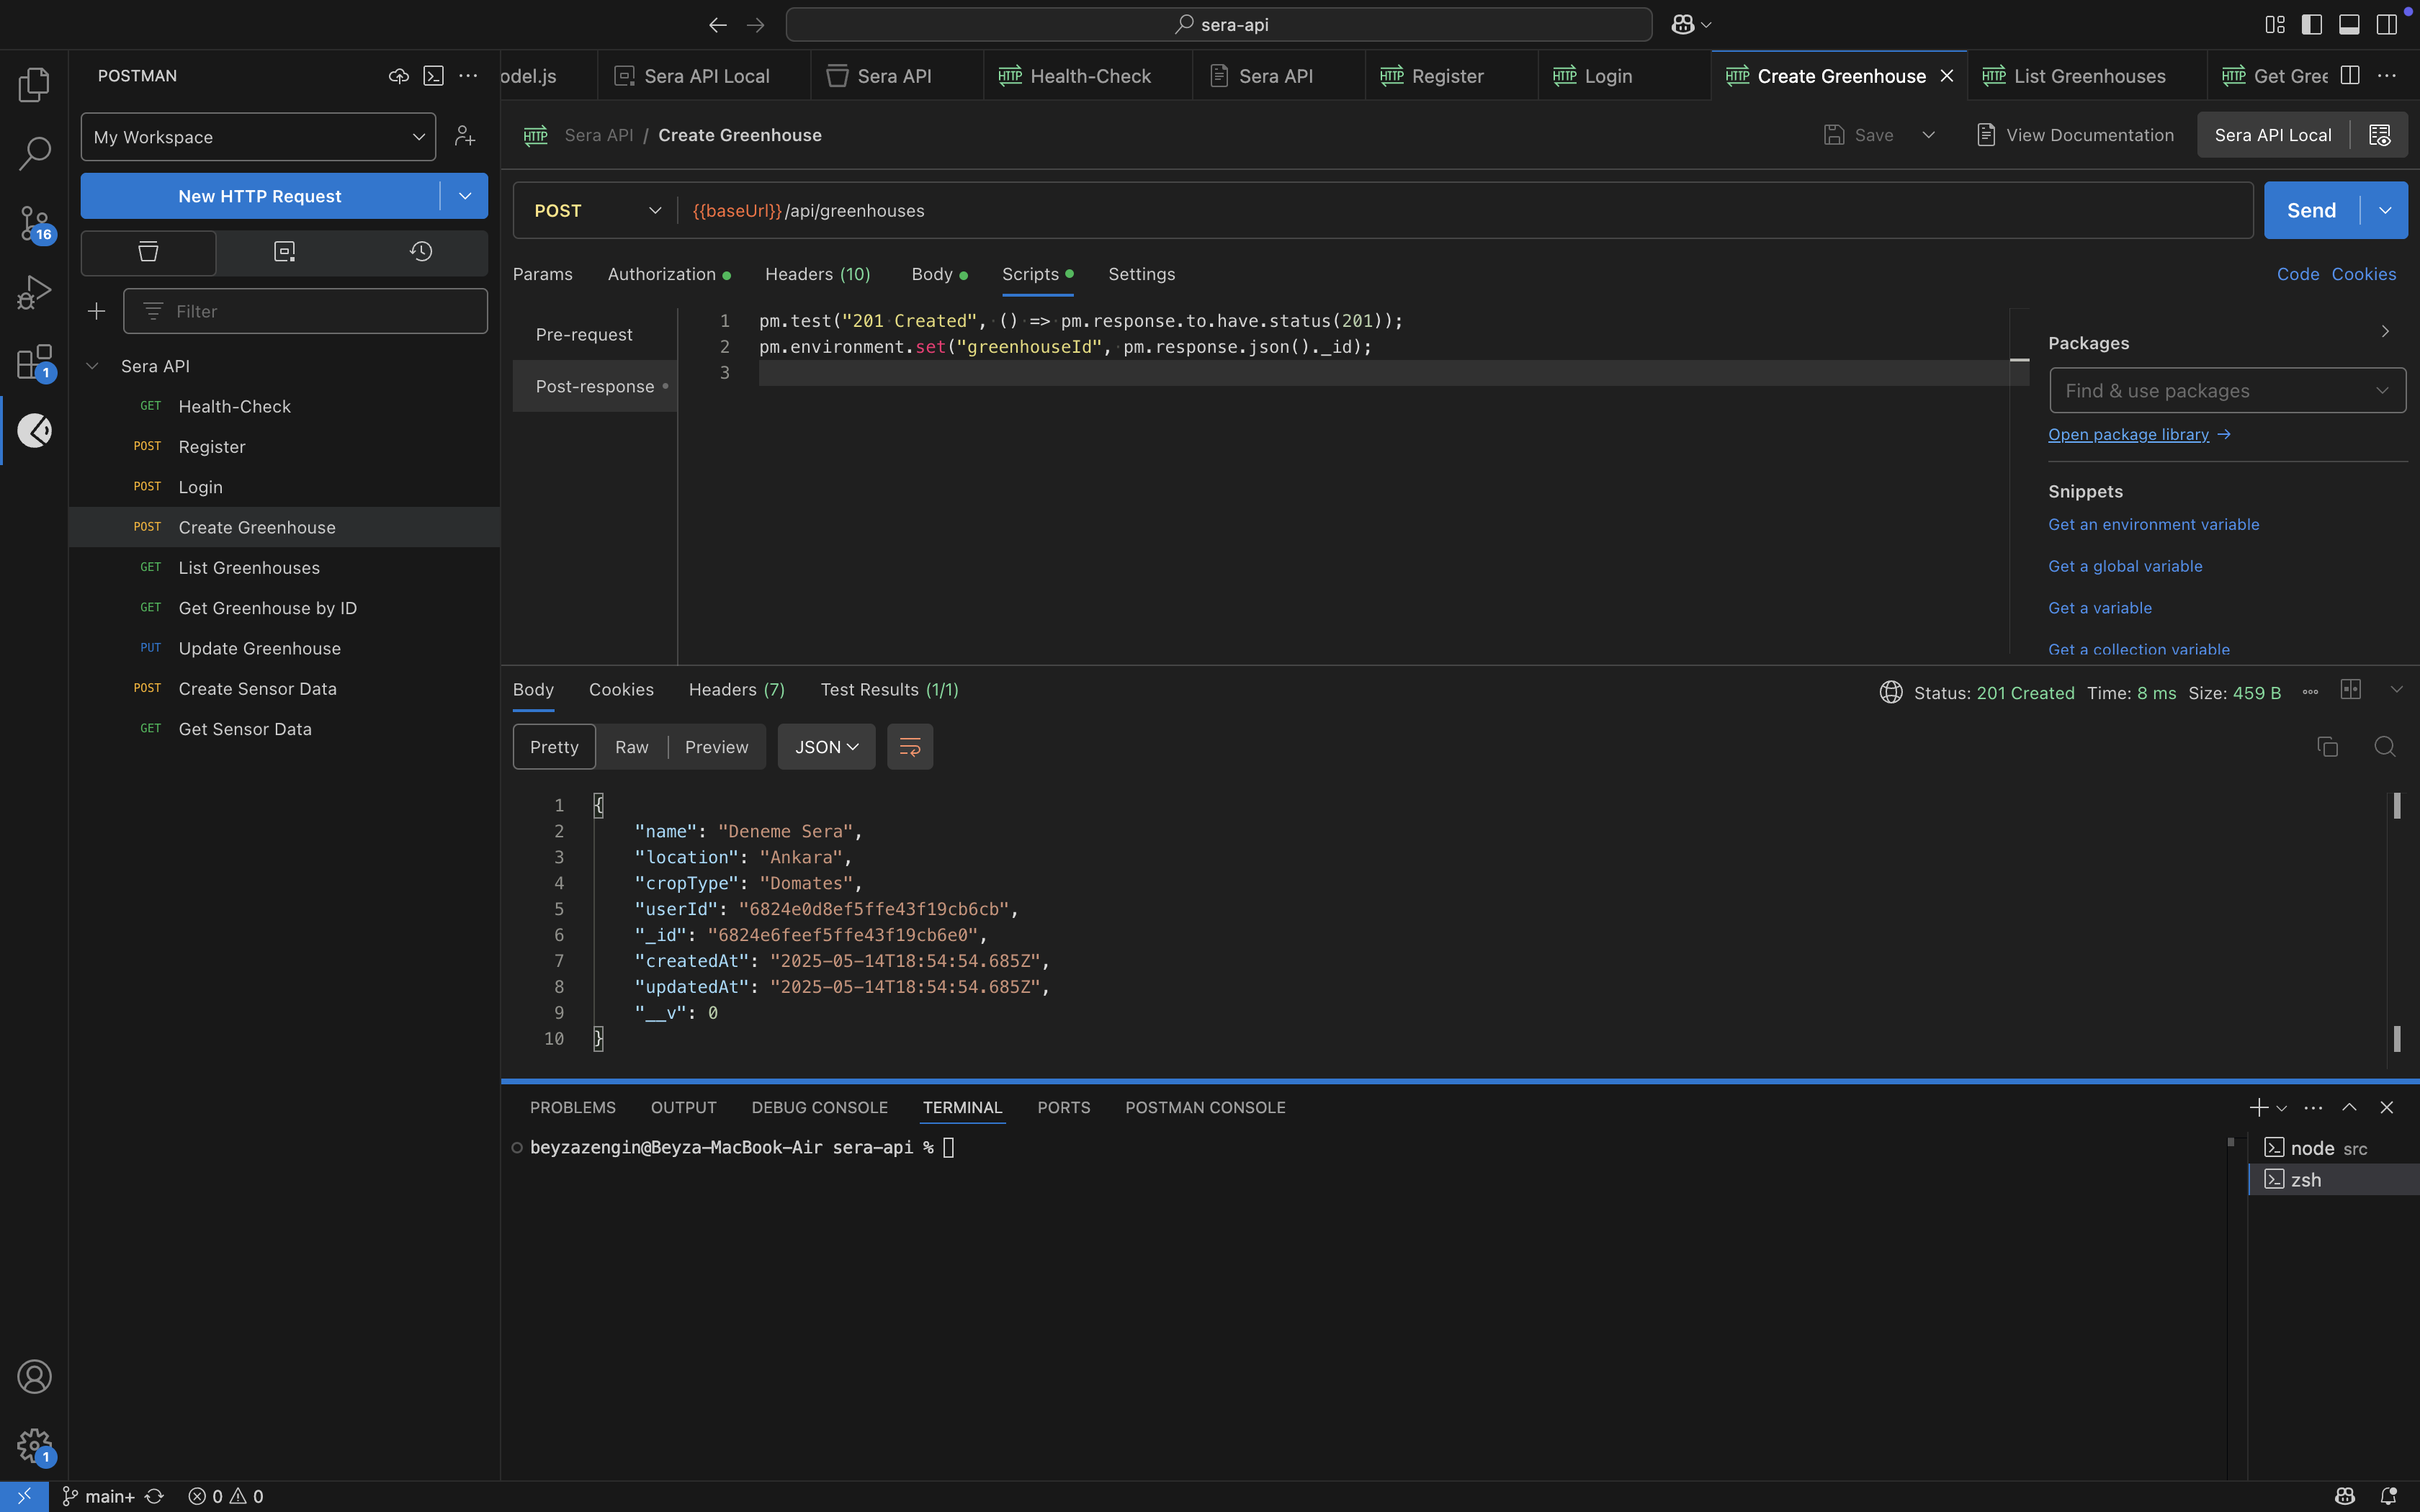 sera-api
POSTMAN
My Workspace
New HTTP Request
Filter
Sera API
GET Health-Check
POST Register
POST Login
POST Create Greenhouse
GET List Greenhouses
GET Get Greenhouse by ID
PUT Update Greenhouse
POST Create Sensor Data
GET Get Sensor Data
16
1
1
odel.js
Sera API Local
Sera API
HTTP Health-Check
Sera API
HTTP Register
HTTP Login
HTTP Create Greenhouse
HTTP List Greenhouses
HTTP Get Gree
HTTP Sera API / Create Greenhouse
Save
View Documentation
Sera API Local
POST {{baseUrl}}/api/greenhouses
Send
Params Authorization Headers (10) Body Scripts Settings
Code Cookies
Pre-request
Post-response
1 pm.test("201 Created", () => pm.response.to.have.status(201));
2 pm.environment.set("greenhouseId", pm.response.json()._id);
3
Packages
Find & use packages
Open package library →
Snippets
Get an environment variable
Get a global variable
Get a variable
Get a collection variable
Body Cookies Headers (7) Test Results (1/1)
Status: 201 Created Time: 8 ms Size: 459 B
Pretty Raw Preview JSON
1 {
2 "name": "Deneme Sera",
3 "location": "Ankara",
4 "cropType": "Domates",
5 "userId": "6824e0d8ef5ffe43f19cb6cb",
6 "_id": "6824e6feef5ffe43f19cb6e0",
7 "createdAt": "2025-05-14T18:54:54.685Z",
8 "updatedAt": "2025-05-14T18:54:54.685Z",
9 "__v": 0
10 }
PROBLEMS OUTPUT DEBUG CONSOLE TERMINAL PORTS POSTMAN CONSOLE
beyzazengin@Beyza-MacBook-Air sera-api %
node src
zsh
main+ 0 0